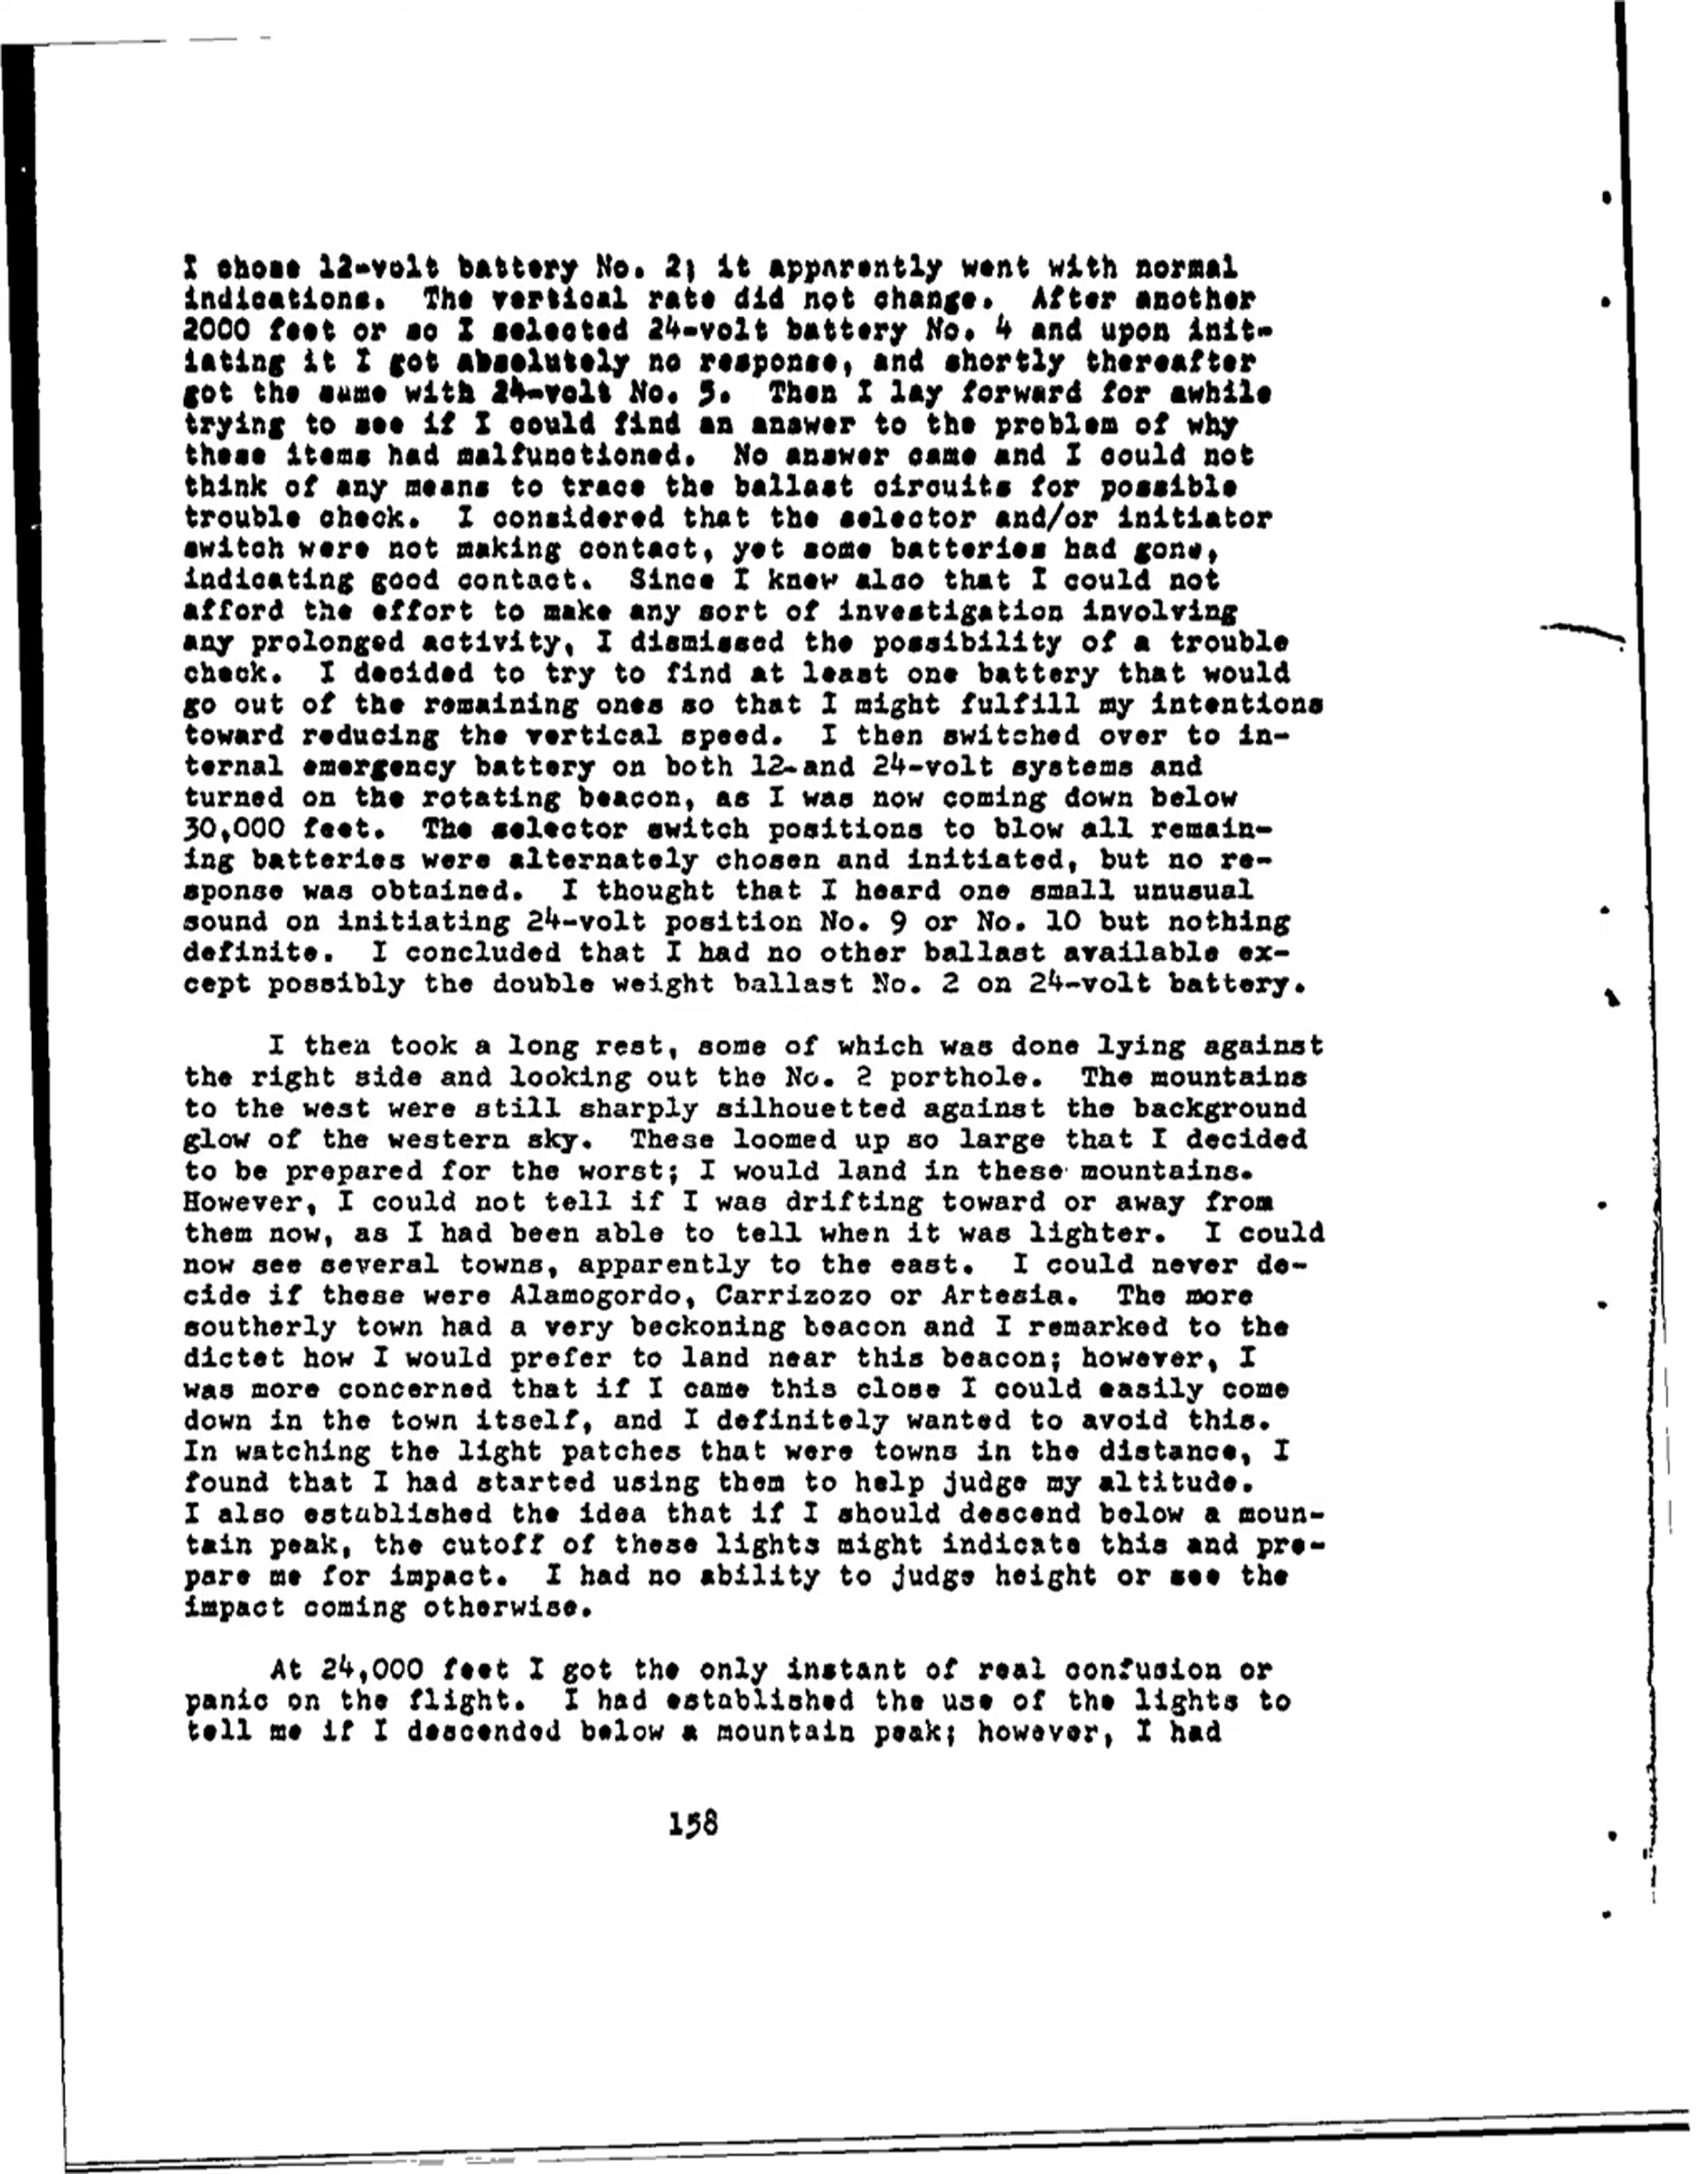 I chose 12-volt battery No. 2; it apparently went with normal
indications. The vertical rate did not change. After another
2000 feet or so I selected 24-volt battery No. 4 and upon init-
iating it I got absolutely no response, and shortly thereafter
got the same with 24-volt No. 5. Then I lay forward for awhile
trying to see if I could find an answer to the problem of why
these items had malfunctioned. No answer came and I could not
think of any means to trace the ballast circuits for possible
trouble check. I considered that the selector and/or initiator
switch were not making contact, yet some batteries had gone,
indicating good contact. Since I knew also that I could not
afford the effort to make any sort of investigation involving
any prolonged activity, I dismissed the possibility of a trouble
check. I decided to try to find at least one battery that would
go out of the remaining ones so that I might fulfill my intentions
toward reducing the vertical speed. I then switched over to in-
ternal emergency battery on both 12-and 24-volt systems and
turned on the rotating beacon, as I was now coming down below
30,000 feet. The selector switch positions to blow all remain-
ing batteries were alternately chosen and initiated, but no re-
sponse was obtained. I thought that I heard one small unusual
sound on initiating 24-volt position No. 9 or No. 10 but nothing
definite. I concluded that I had no other ballast available ex-
cept possibly the double weight ballast No. 2 on 24-volt battery.
I then took a long rest, some of which was done lying against
the right side and looking out the No. 2 porthole. The mountains
to the west were still sharply silhouetted against the background
glow of the western sky. These loomed up so large that I decided
to be prepared for the worst; I would land in these mountains.
However, I could not tell if I was drifting toward or away from
them now, as I had been able to tell when it was lighter. I could
now see several towns, apparently to the east. I could never de-
cide if these were Alamogordo, Carrizozo or Artesia. The more
southerly town had a very beckoning beacon and I remarked to the
dictet how I would prefer to land near this beacon; however, I
was more concerned that if I came this close I could easily come
down in the town itself, and I definitely wanted to avoid this.
In watching the light patches that were towns in the distance, I
found that I had started using them to help judge my altitude.
I also established the idea that if I should descend below a moun-
tain peak, the cutoff of these lights might indicate this and pre-
pare me for impact. I had no ability to judge height or see the
impact coming otherwise.
At 24,000 feet I got the only instant of real confusion or
panic on the flight. I had established the use of the lights to
tell me if I descended below a mountain peak; however, I had
158